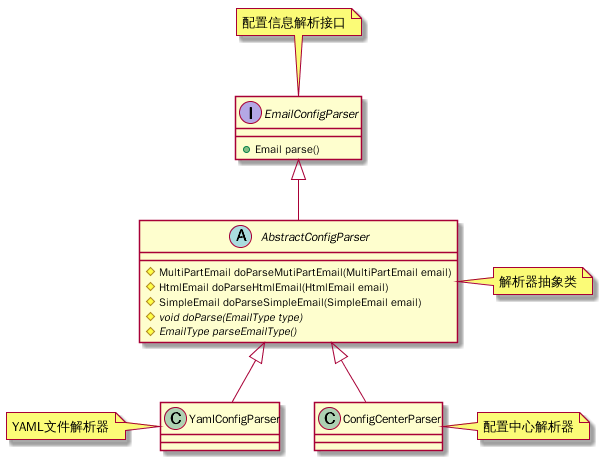 配置信息解析接口
I EmailConfigParser
Email parse()
A AbstractConfigParser
MultiPartEmail doParseMutiPartEmail(MultiPartEmail email)
HtmlEmail doParseHtmlEmail(HtmlEmail email)
SimpleEmail doParseSimpleEmail(SimpleEmail email)
void doParse(EmailType type)
EmailType parseEmailType()
解析器抽象类
YAML文件解析器
C YamlConfigParser
C ConfigCenterParser
配置中心解析器